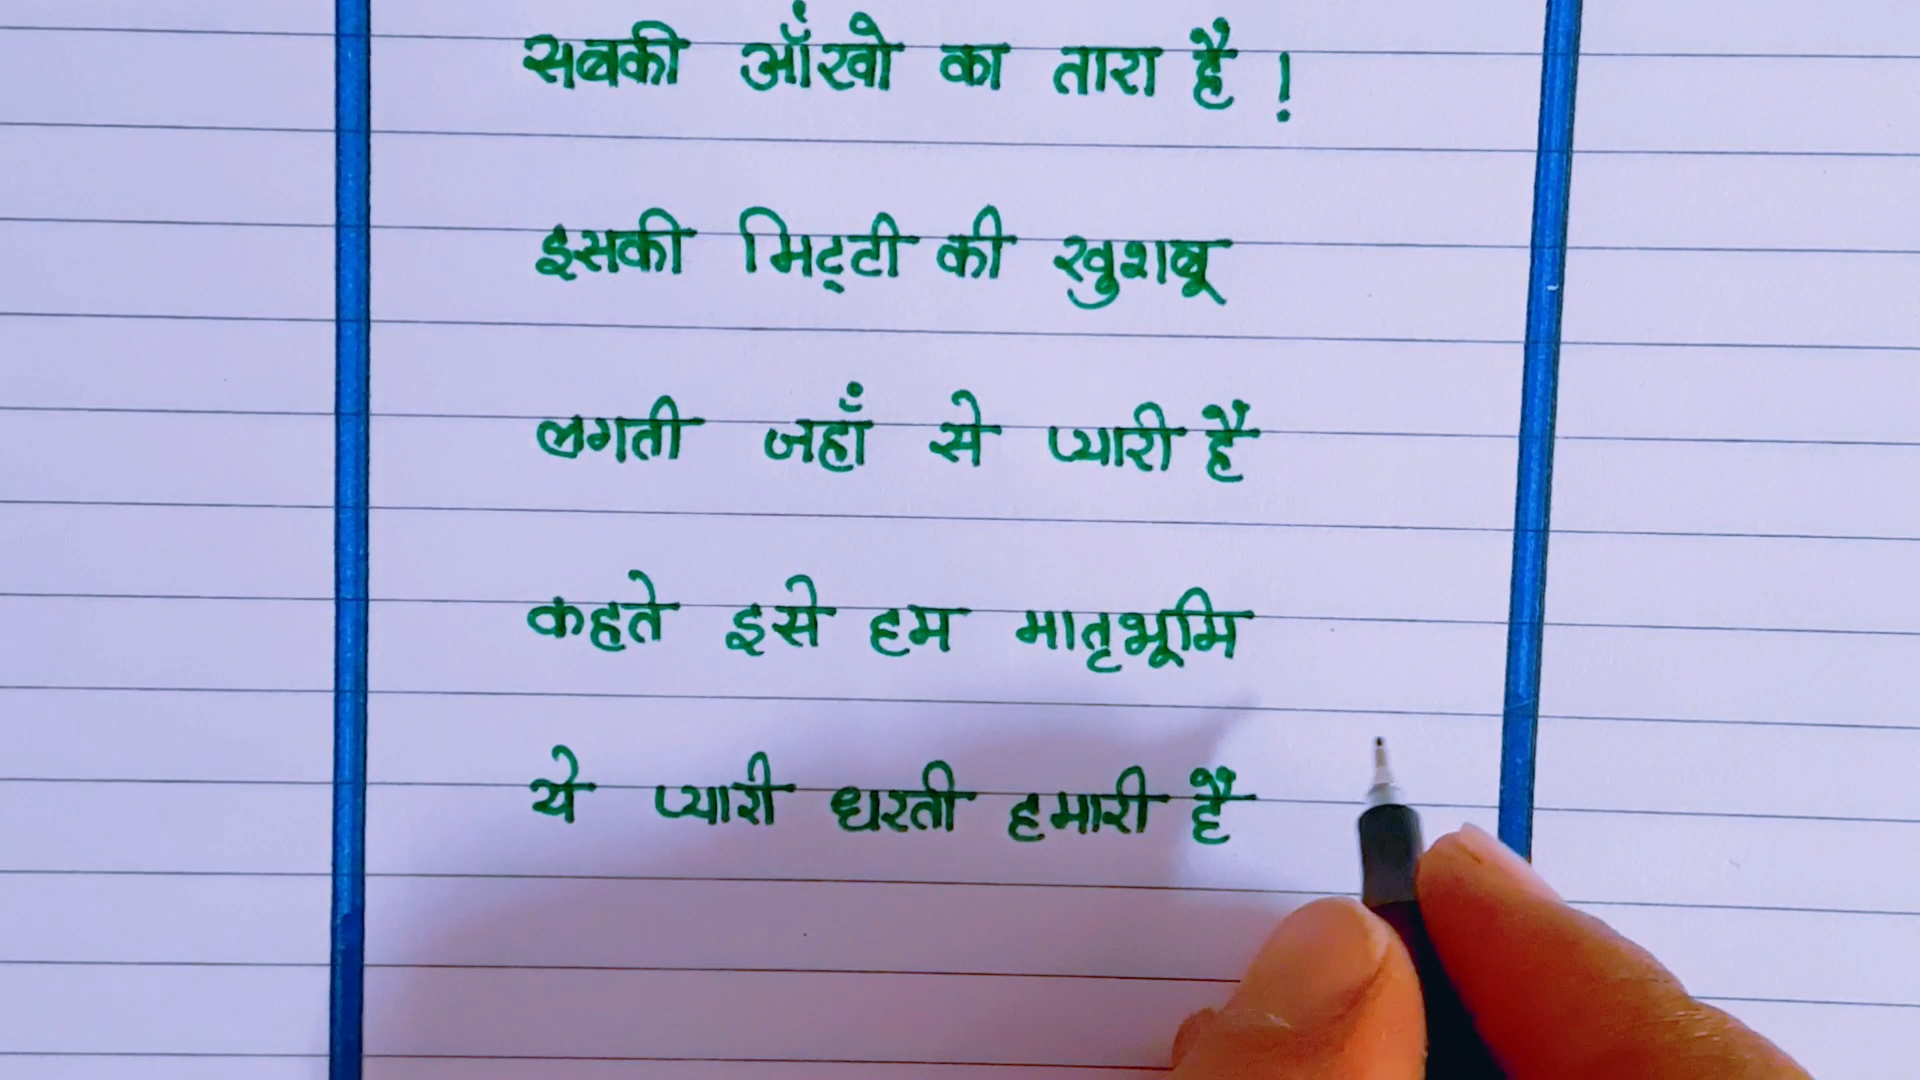 सबकी आँखो का तारा है !
इसकी मिट्टी की खुशबू
लगती जहाँ से प्यारी है
कहते इसे हम मातृभूमि
ये प्यारी धरती हमारी है